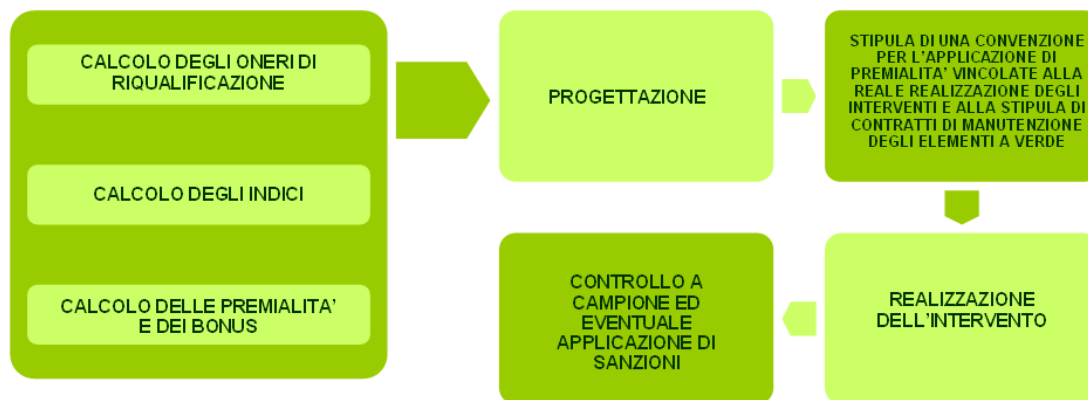 CALCOLO DEGLI ONERI DI
RIQUALIFICAZIONE
CALCOLO DEGLI INDICI
CALCOLO DELLE PREMIALITA'
E DEI BONUS
PROGETTAZIONE
STIPULA DI UNA CONVENZIONE
PER L'APPLICAZIONE DI
PREMIALITA' VINCOLATE ALLA
REALE REALIZZAZIONE DEGLI
INTERVENTI E ALLA STIPULA DI
CONTRATTI DI MANUTENZIONE
DEGLI ELEMENTI A VERDE
REALIZZAZIONE
DELL'INTERVENTO
CONTROLLO A
CAMPIONE ED
EVENTUALE
APPLICAZIONE DI
SANZIONI